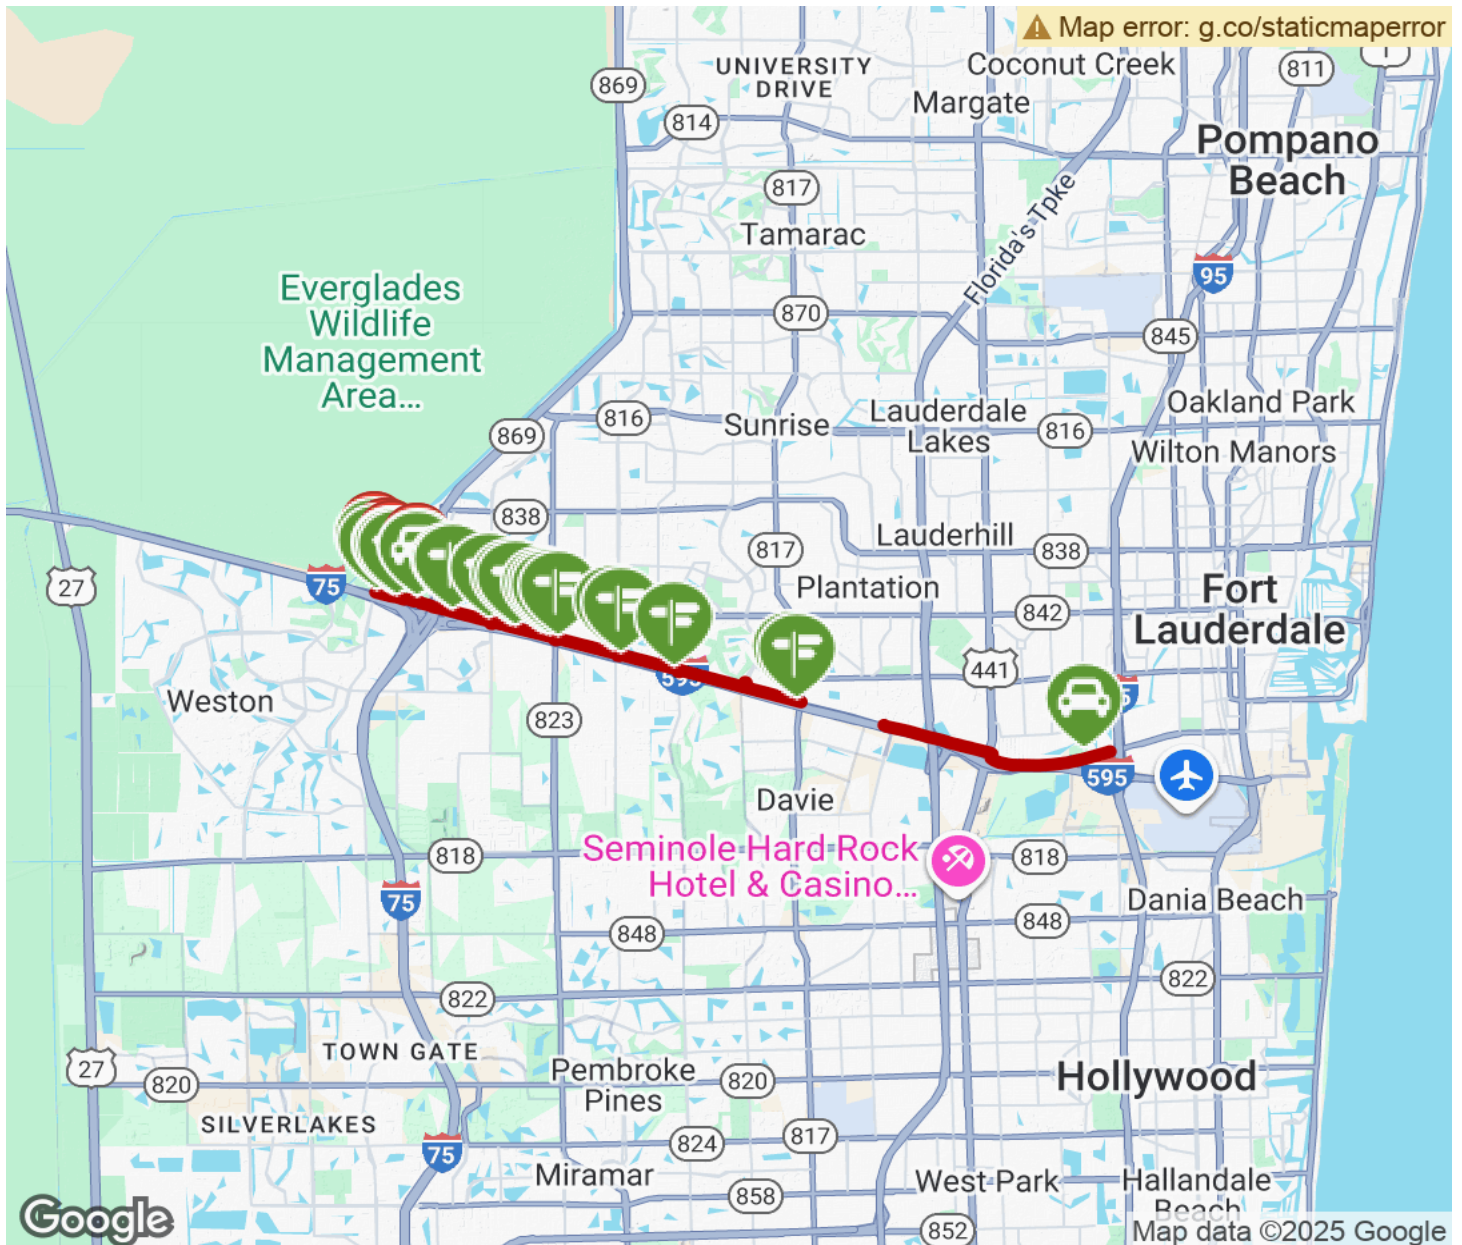 Map error: g.co/staticmaperror
UNIVERSITY
DRIVE
Coconut Creek
869
811
1
Margate
814
Pompano
Beach
817
Florida's Tpke
Tamarac
95
Everglades
Wildlife
Management
Area...
870
845
Oakland Park
816
Sunrise
Lauderdale
Lakes
816
869
Wilton Manors
838
Lauderhill
817
838
27
75
Plantation
Fort
Lauderdale
842
441
595
5
Weston
823
595
Davie
818
Seminole Hard Rock
Hotel & Casino...
818
75
Dania Beach
848
848
822
822
TOWN GATE
27
820
Pembroke
Pines
820
Hollywood
SILVERLAKES
824
817
75
Miramar
West Park
Hallandale
Beach
858
852
Google
Map data ©2025 Google